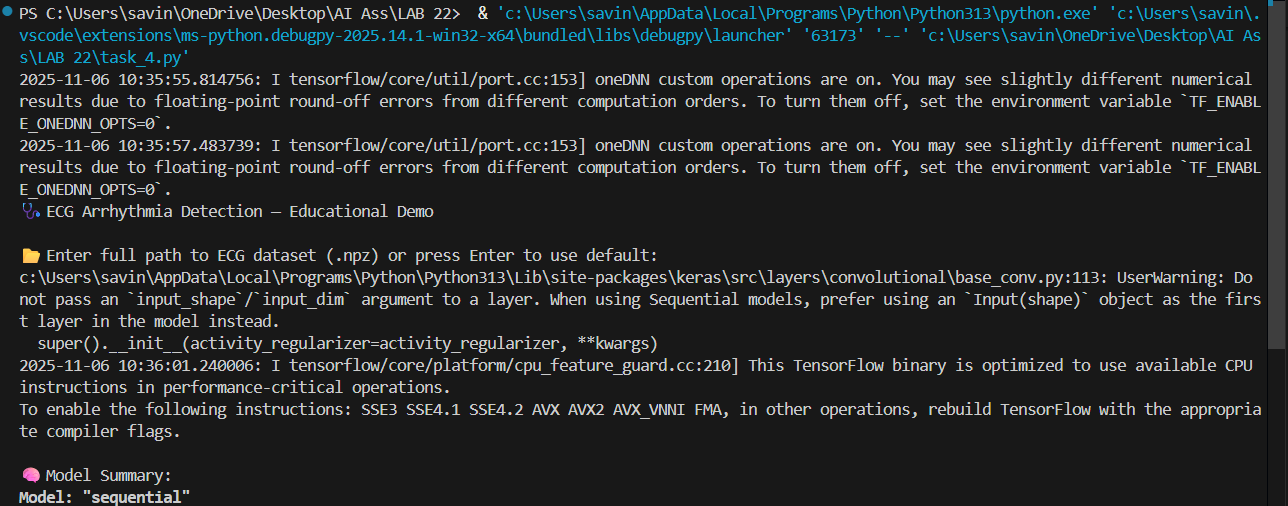 PS C:\Users\savin\OneDrive\Desktop\AI Ass\LAB 22>  & 'c:\Users\savin\AppData\Local\Programs\Python\Python313\python.exe' 'c:\Users\savin\.
vscode\extensions\ms-python.debugpy-2025.14.1-win32-x64\bundled\libs\debugpy\launcher' '63173' '--' 'c:\Users\savin\OneDrive\Desktop\AI As
s\LAB 22\task_4.py'
2025-11-06 10:35:55.814756: I tensorflow/core/util/port.cc:153] oneDNN custom operations are on. You may see slightly different numerical
results due to floating-point round-off errors from different computation orders. To turn them off, set the environment variable `TF_ENABL
E_ONEDNN_OPTS=0`.
2025-11-06 10:35:57.483739: I tensorflow/core/util/port.cc:153] oneDNN custom operations are on. You may see slightly different numerical
results due to floating-point round-off errors from different computation orders. To turn them off, set the environment variable `TF_ENABL
E_ONEDNN_OPTS=0`.
🩺 ECG Arrhythmia Detection — Educational Demo
📂 Enter full path to ECG dataset (.npz) or press Enter to use default:
c:\Users\savin\AppData\Local\Programs\Python\Python313\Lib\site-packages\keras\src\layers\convolutional\base_conv.py:113: UserWarning: Do
not pass an `input_shape`/`input_dim` argument to a layer. When using Sequential models, prefer using an `Input(shape)` object as the firs
t layer in the model instead.
  super().__init__(activity_regularizer=activity_regularizer, **kwargs)
2025-11-06 10:36:01.240006: I tensorflow/core/platform/cpu_feature_guard.cc:210] This TensorFlow binary is optimized to use available CPU
instructions in performance-critical operations.
To enable the following instructions: SSE3 SSE4.1 SSE4.2 AVX AVX2 AVX_VNNI FMA, in other operations, rebuild TensorFlow with the appropria
te compiler flags.
🧠 Model Summary:
Model: "sequential"